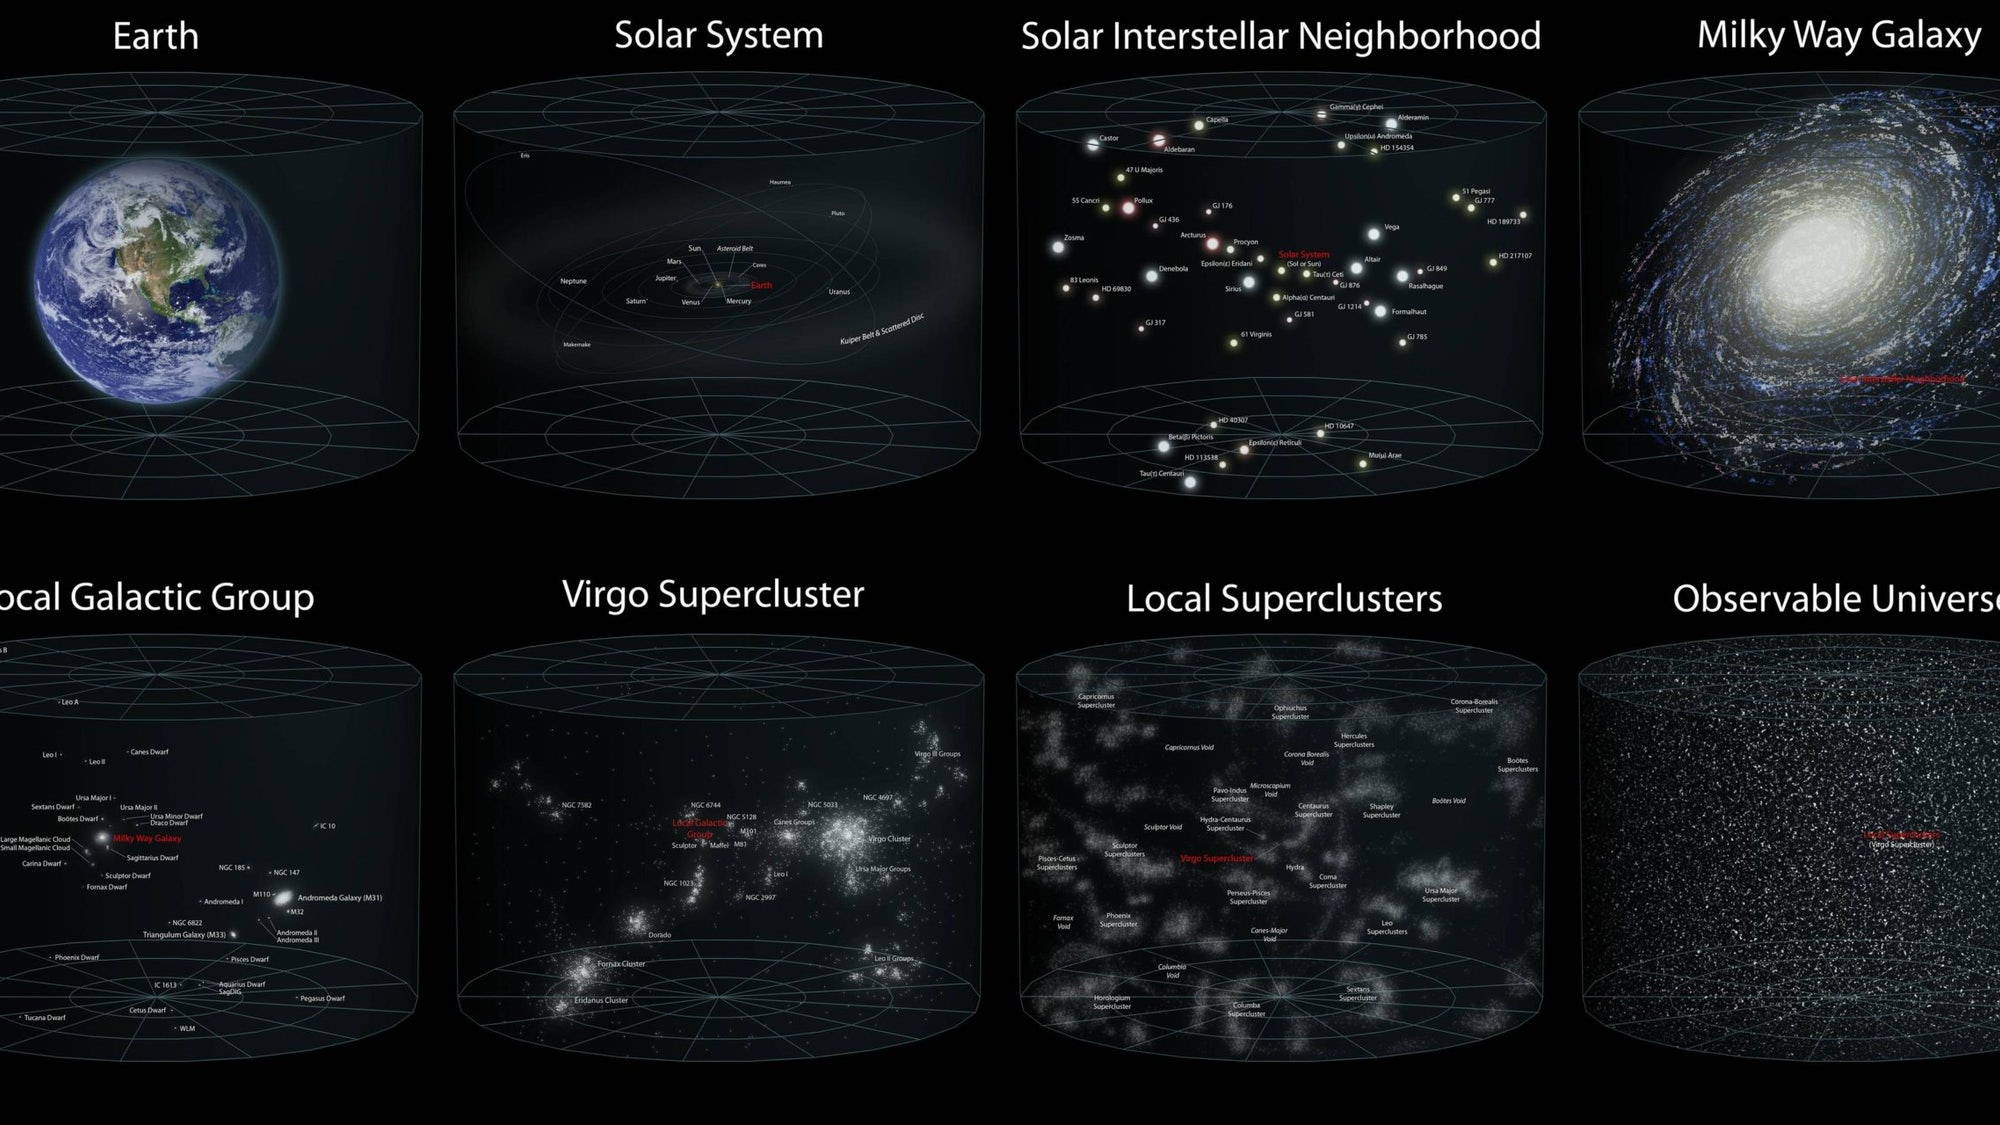 Earth
Solar System
Eris
Haumea
Pluto
Sun
Asteroid Belt
Mars
Ceres
Jupiter
Earth
Neptune
Uranus
Saturn
Venus
Mercury
Kuiper Belt & Scattered Disc
Makemake
Solar Interstellar Neighborhood
Gamma(γ) Cephei
Capella
Alderamin
Castor
Upsilon(υ) Andromeda
Aldebaran
HD 154354
47 U Majoris
51 Pegasi
55 Cancri
Pollux
GJ 176
GJ 777
GJ 436
HD 189733
Vega
Zosma
Arcturus
Procyon
Solar System
(Sol or Sun)
Epsilon(ε) Eridani
Altair
HD 217107
Denebola
Tau(τ) Ceti
GJ 849
83 Leonis
HD 69830
Sirius
GJ 876
Rasalhague
Alpha(α) Centauri
GJ 1214
Formalhaut
GJ 581
GJ 317
61 Virginis
GJ 785
HD 40307
HD 10647
Beta(β) Pictoris
Epsilon(ε) Reticuli
HD 113538
Mu(μ) Arae
Tau(τ) Centauri
Milky Way Galaxy
Solar Interstellar Neighborhood
ocal Galactic Group
s B
Leo A
Canes Dwarf
Leo I
Leo II
Ursa Major I
Sextans Dwarf
Ursa Major II
Ursa Minor Dwarf
Boötes Dwarf
Draco Dwarf
IC 10
Large Magellanic Cloud
Milky Way Galaxy
Small Magellanic Cloud
Sagittarius Dwarf
Carina Dwarf
NGC 185
NGC 147
Sculptor Dwarf
Fornax Dwarf
M110
Andromeda Galaxy (M31)
Andromeda I
M32
NGC 6822
Triangulum Galaxy (M33)
Andromeda II
Andromeda III
Phoenix Dwarf
Pisces Dwarf
IC 1613
Aquarius Dwarf
SagDIG
Pegasus Dwarf
Cetus Dwarf
Tucana Dwarf
WLM
Virgo Supercluster
Virgo III Groups
NGC 7582
NGC 6744
NGC 5033
NGC 4697
Local Galactic
Group
NGC 5128
Canes Groups
M101
Virgo Cluster
Sculptor
Maffei
M81
NGC 1023
Leo I
Ursa Major Groups
NGC 2997
Dorado
Fornax Cluster
Leo II Groups
Eridanus Cluster
Local Superclusters
Capricornus
Supercluster
Ophiuchus
Supercluster
Corona-Borealis
Supercluster
Hercules
Superclusters
Capricornus Void
Corona Borealis
Void
Boötes
Superclusters
Microscopium
Void
Pavo-Indus
Supercluster
Boötes Void
Centaurus
Supercluster
Shapley
Supercluster
Hydra-Centaurus
Supercluster
Sculptor Void
Sculptor
Superclusters
Virgo Supercluster
Pisces-Cetus
Superclusters
Hydra
Coma
Supercluster
Perseus-Pisces
Supercluster
Ursa Major
Supercluster
Fornax
Void
Phoenix
Supercluster
Leo
Superclusters
Canes-Major
Void
Columbia
Void
Horologium
Supercluster
Sextans
Supercluster
Columba
Supercluster
Observable Universe
Local Superclusters
(Virgo Supercluster)